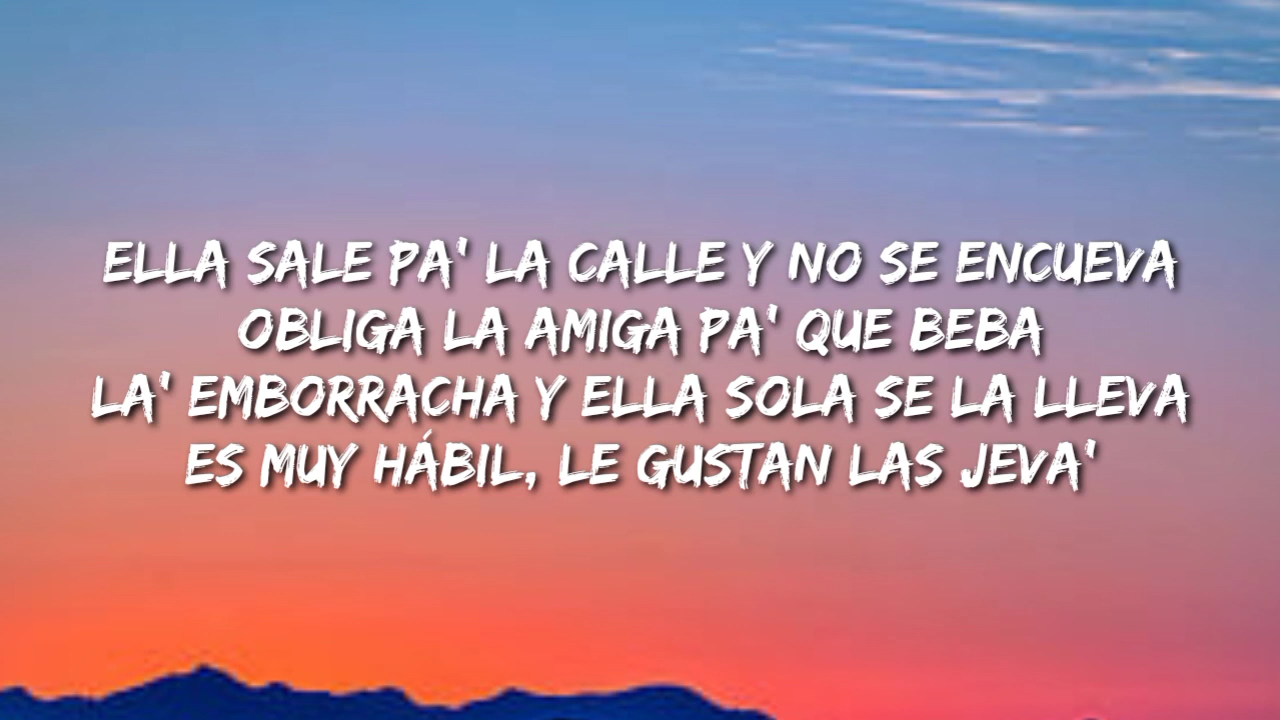 ELLA SALE PA' LA CALLE Y NO SE ENCUEVA
OBLIGA LA AMIGA PA' QUE BEBA
LA' EMBORRACHA Y ELLA SOLA SE LA LLEVA
ES MUY HÁBIL, LE GUSTAN LAS JEVA'